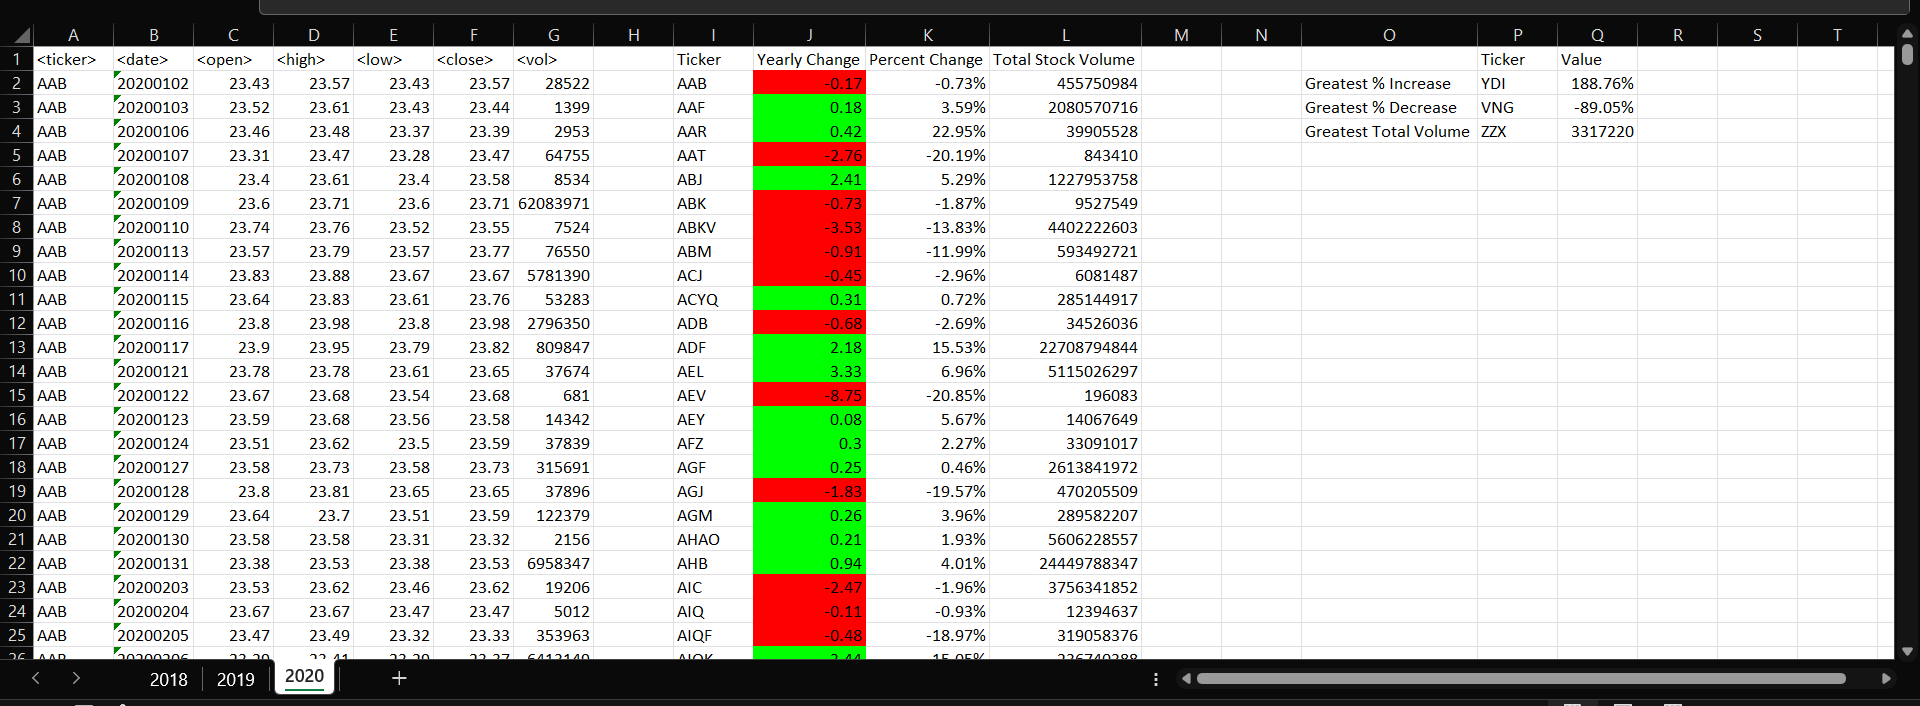 A B C D E F G H I J K L M N O P Q R S T
1 <ticker> <date> <open> <high> <low> <close> <vol> Ticker Yearly Change Percent Change Total Stock Volume Ticker Value
2 AAB 20200102 23.43 23.57 23.43 23.57 28522 AAB -0.17 -0.73% 455750984 Greatest % Increase YDI 188.76%
3 AAB 20200103 23.52 23.61 23.43 23.44 1399 AAF 0.18 3.59% 2080570716 Greatest % Decrease VNG -89.05%
4 AAB 20200106 23.46 23.48 23.37 23.39 2953 AAR 0.42 22.95% 39905528 Greatest Total Volume ZZX 3317220
5 AAB 20200107 23.31 23.47 23.28 23.47 64755 AAT -2.76 -20.19% 843410
6 AAB 20200108 23.4 23.61 23.4 23.58 8534 ABJ 2.41 5.29% 1227953758
7 AAB 20200109 23.6 23.71 23.6 23.71 62083971 ABK -0.73 -1.87% 9527549
8 AAB 20200110 23.74 23.76 23.52 23.55 7524 ABKV -3.53 -13.83% 4402222603
9 AAB 20200113 23.57 23.79 23.57 23.77 76550 ABM -0.91 -11.99% 593492721
10 AAB 20200114 23.83 23.88 23.67 23.67 5781390 ACJ -0.45 -2.96% 6081487
11 AAB 20200115 23.64 23.83 23.61 23.76 53283 ACYQ 0.31 0.72% 285144917
12 AAB 20200116 23.8 23.98 23.8 23.98 2796350 ADB -0.68 -2.69% 34526036
13 AAB 20200117 23.9 23.95 23.79 23.82 809847 ADF 2.18 15.53% 22708794844
14 AAB 20200121 23.78 23.78 23.61 23.65 37674 AEL 3.33 6.96% 5115026297
15 AAB 20200122 23.67 23.68 23.54 23.68 681 AEV -8.75 -20.85% 196083
16 AAB 20200123 23.59 23.68 23.56 23.58 14342 AEY 0.08 5.67% 14067649
17 AAB 20200124 23.51 23.62 23.5 23.59 37839 AFZ 0.3 2.27% 33091017
18 AAB 20200127 23.58 23.73 23.58 23.73 315691 AGF 0.25 0.46% 2613841972
19 AAB 20200128 23.8 23.81 23.65 23.65 37896 AGJ -1.83 -19.57% 470205509
20 AAB 20200129 23.64 23.7 23.51 23.59 122379 AGM 0.26 3.96% 289582207
21 AAB 20200130 23.58 23.58 23.31 23.32 2156 AHAO 0.21 1.93% 5606228557
22 AAB 20200131 23.38 23.53 23.38 23.53 6958347 AHB 0.94 4.01% 24449788347
23 AAB 20200203 23.53 23.62 23.46 23.62 19206 AIC -2.47 -1.96% 3756341852
24 AAB 20200204 23.67 23.67 23.47 23.47 5012 AIQ -0.11 -0.93% 12394637
25 AAB 20200205 23.47 23.49 23.32 23.33 353963 AIQF -0.48 -18.97% 319058376
2018 2019 2020